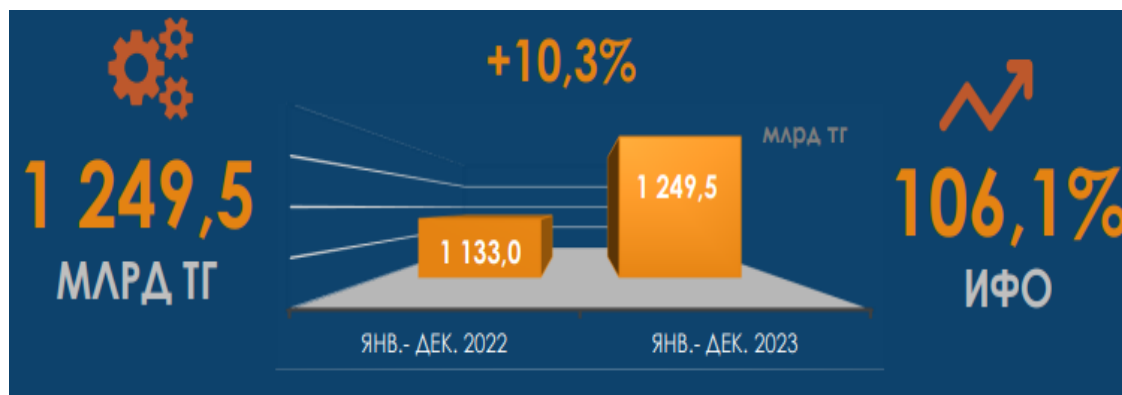 +10,3%
1 249,5
МЛРД ТГ
МЛРД ТГ
1 133,0
1 249,5
ЯНВ.- ДЕК. 2022
ЯНВ.- ДЕК. 2023
106,1%
ИФО